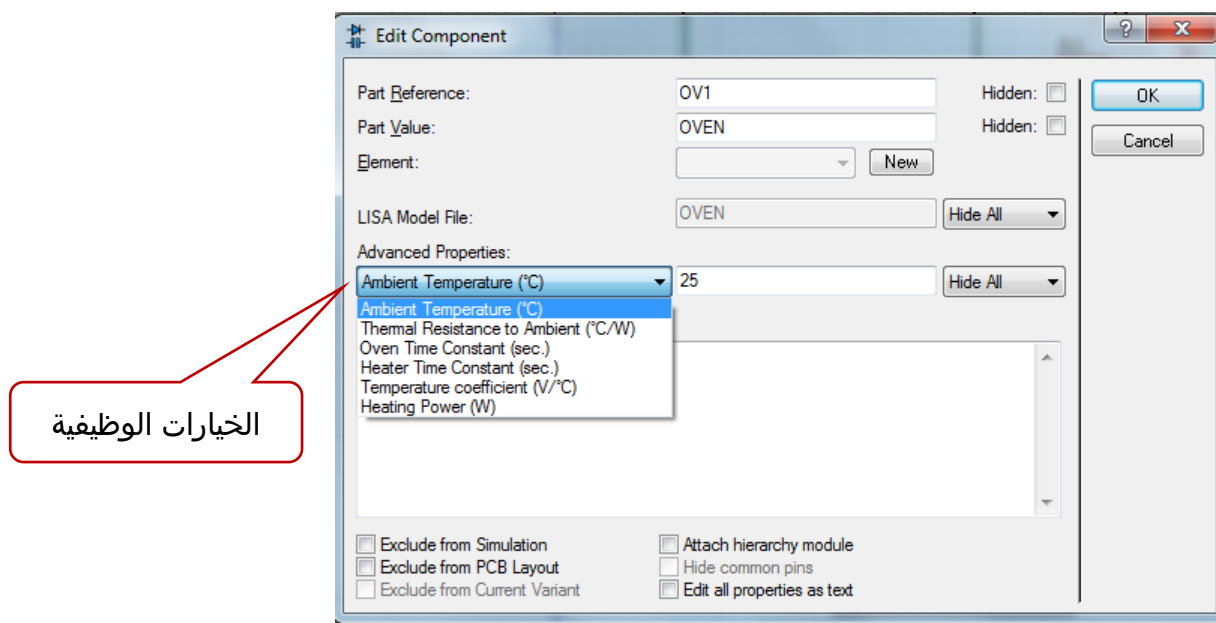 Edit Component
Part Reference: OV1 Hidden:
Part Value: OVEN Hidden:
Element: New
LISA Model File: OVEN Hide All
Advanced Properties:
Ambient Temperature (°C) 25 Hide All
Ambient Temperature (°C)
Thermal Resistance to Ambient (°C/W)
Oven Time Constant (sec.)
Heater Time Constant (sec.)
Temperature coefficient (V/°C)
Heating Power (W)
Exclude from Simulation Attach hierarchy module
Exclude from PCB Layout Hide common pins
Exclude from Current Variant Edit all properties as text
OK
Cancel
الخيارات الوظيفية